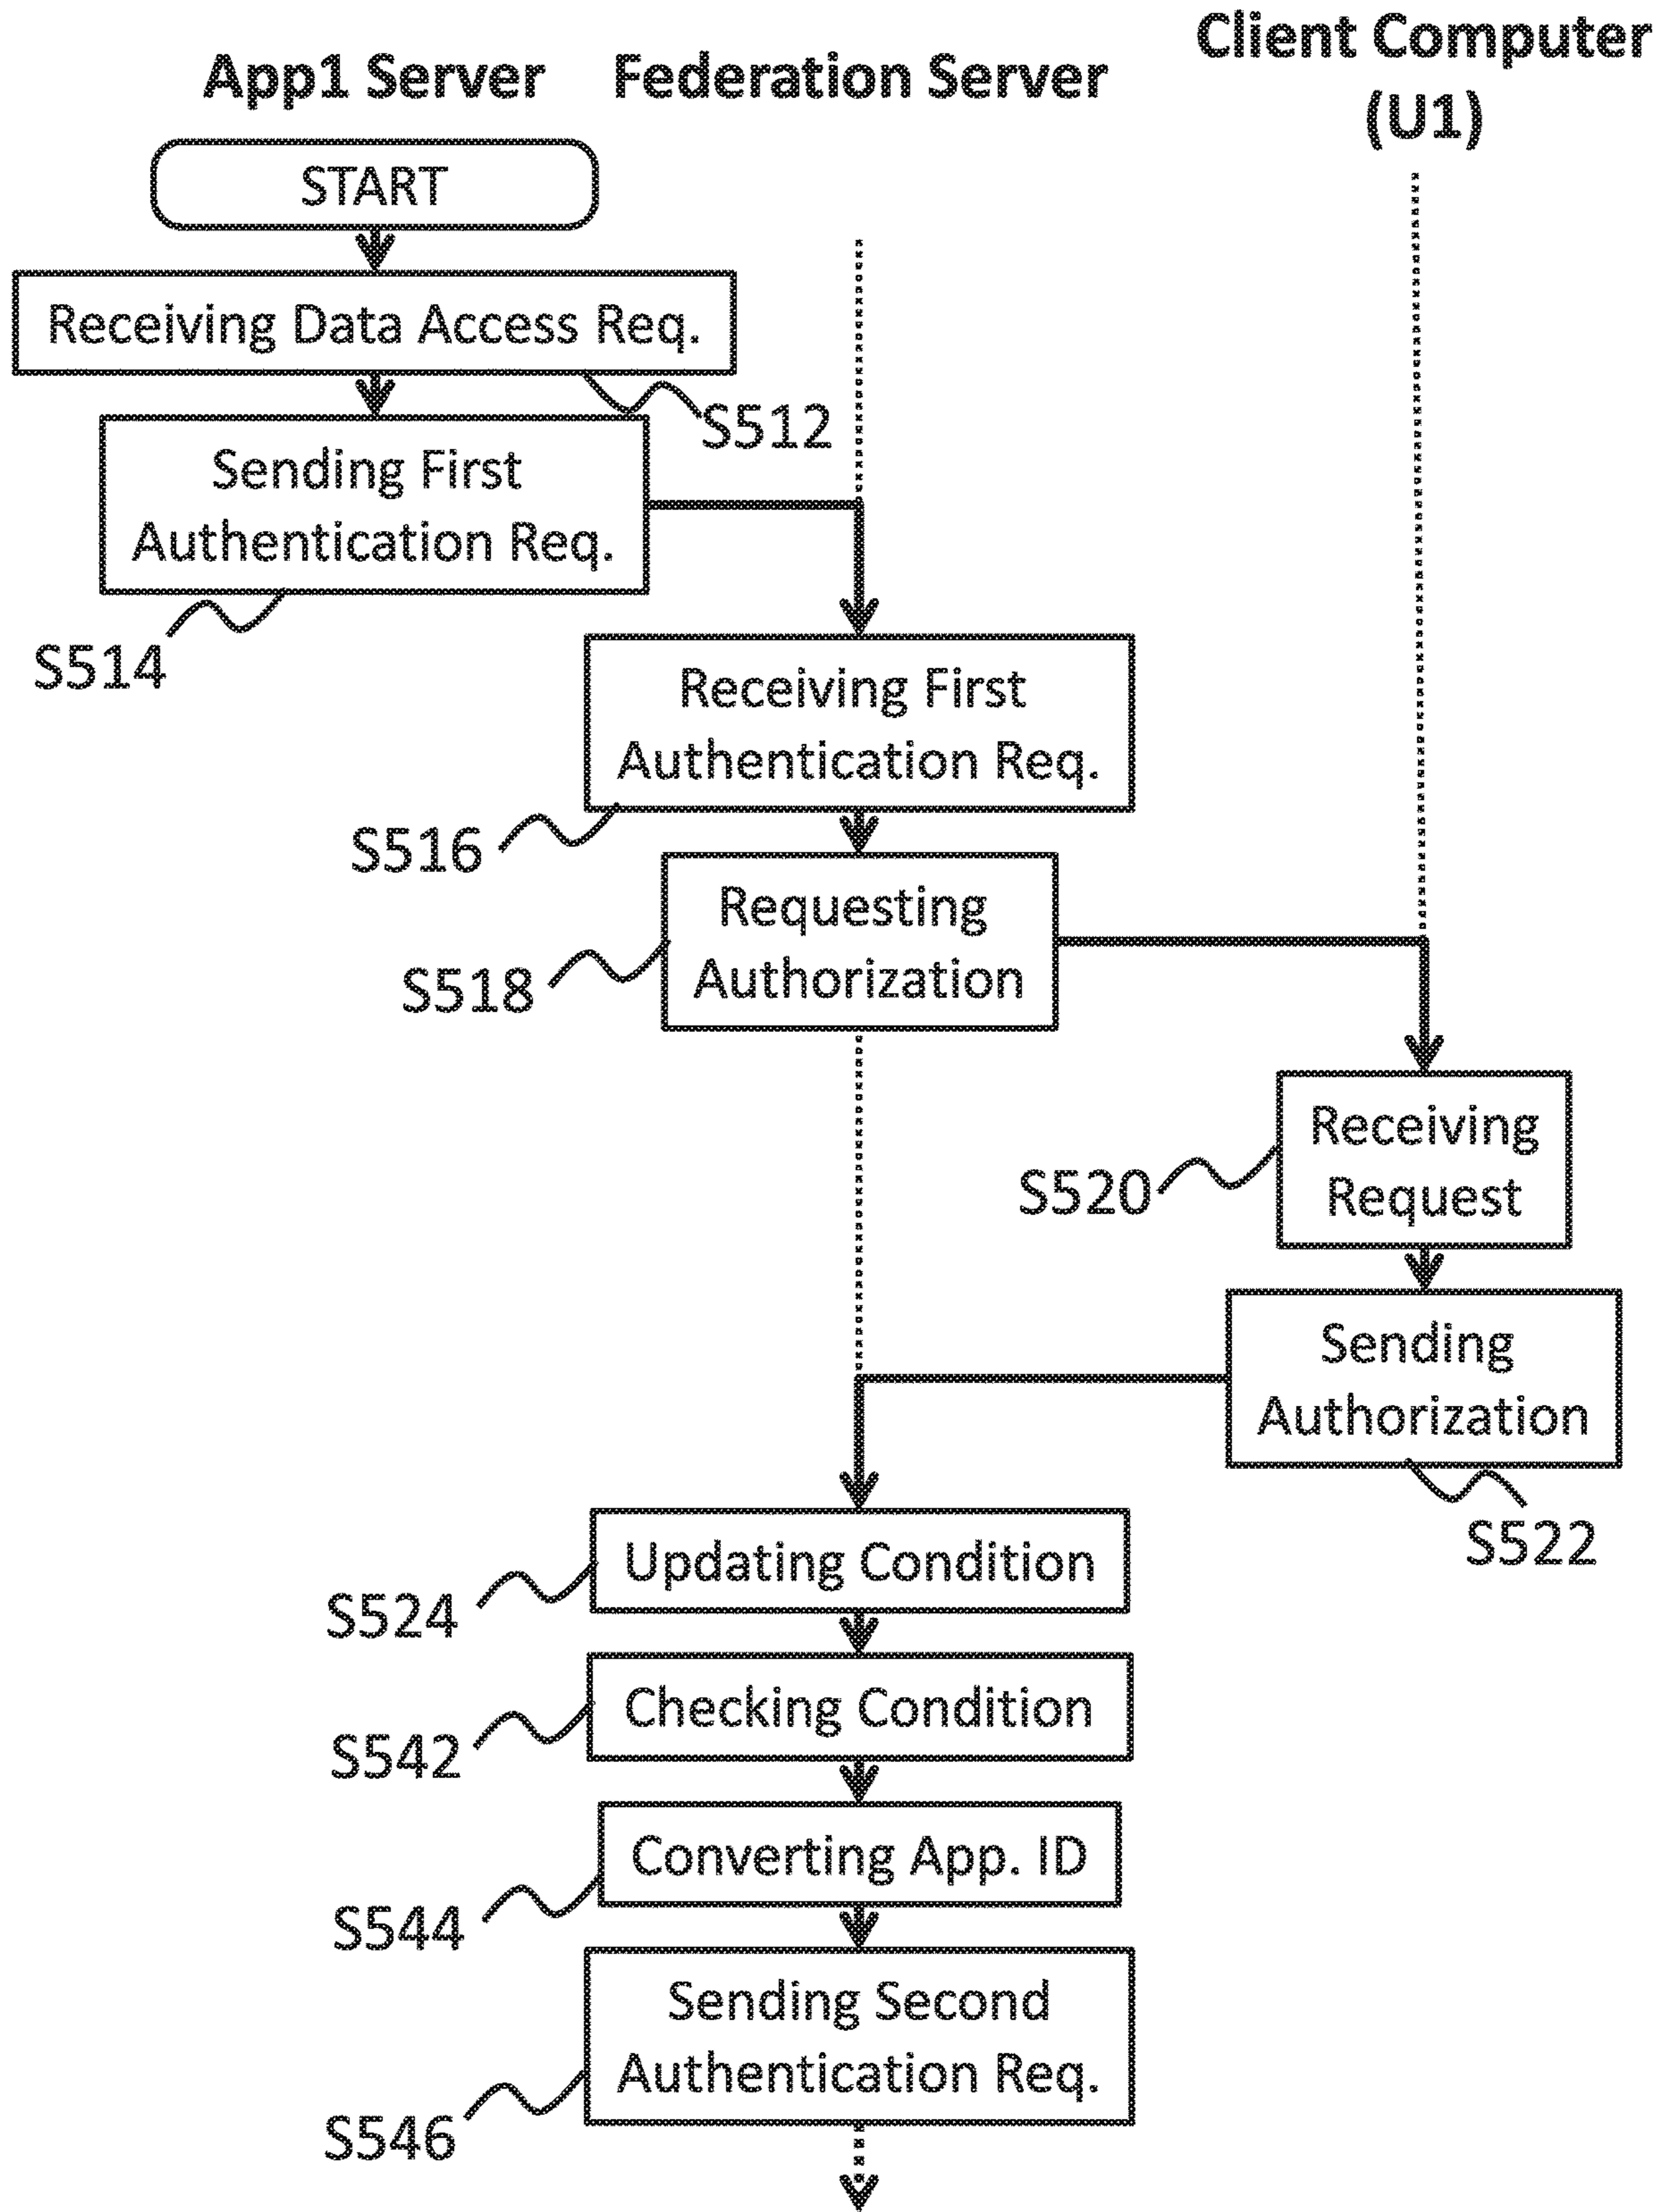 App1 Server
Federation Server
Client Computer
(U1)
START
Receiving Data Access Req.
S512
Sending First
Authentication Req.
S514
Receiving First
Authentication Req.
S516
Requesting
Authorization
S518
Receiving
Request
S520
Sending
Authorization
S522
Updating Condition
S524
Checking Condition
S542
Converting App. ID
S544
Sending Second
Authentication Req.
S546